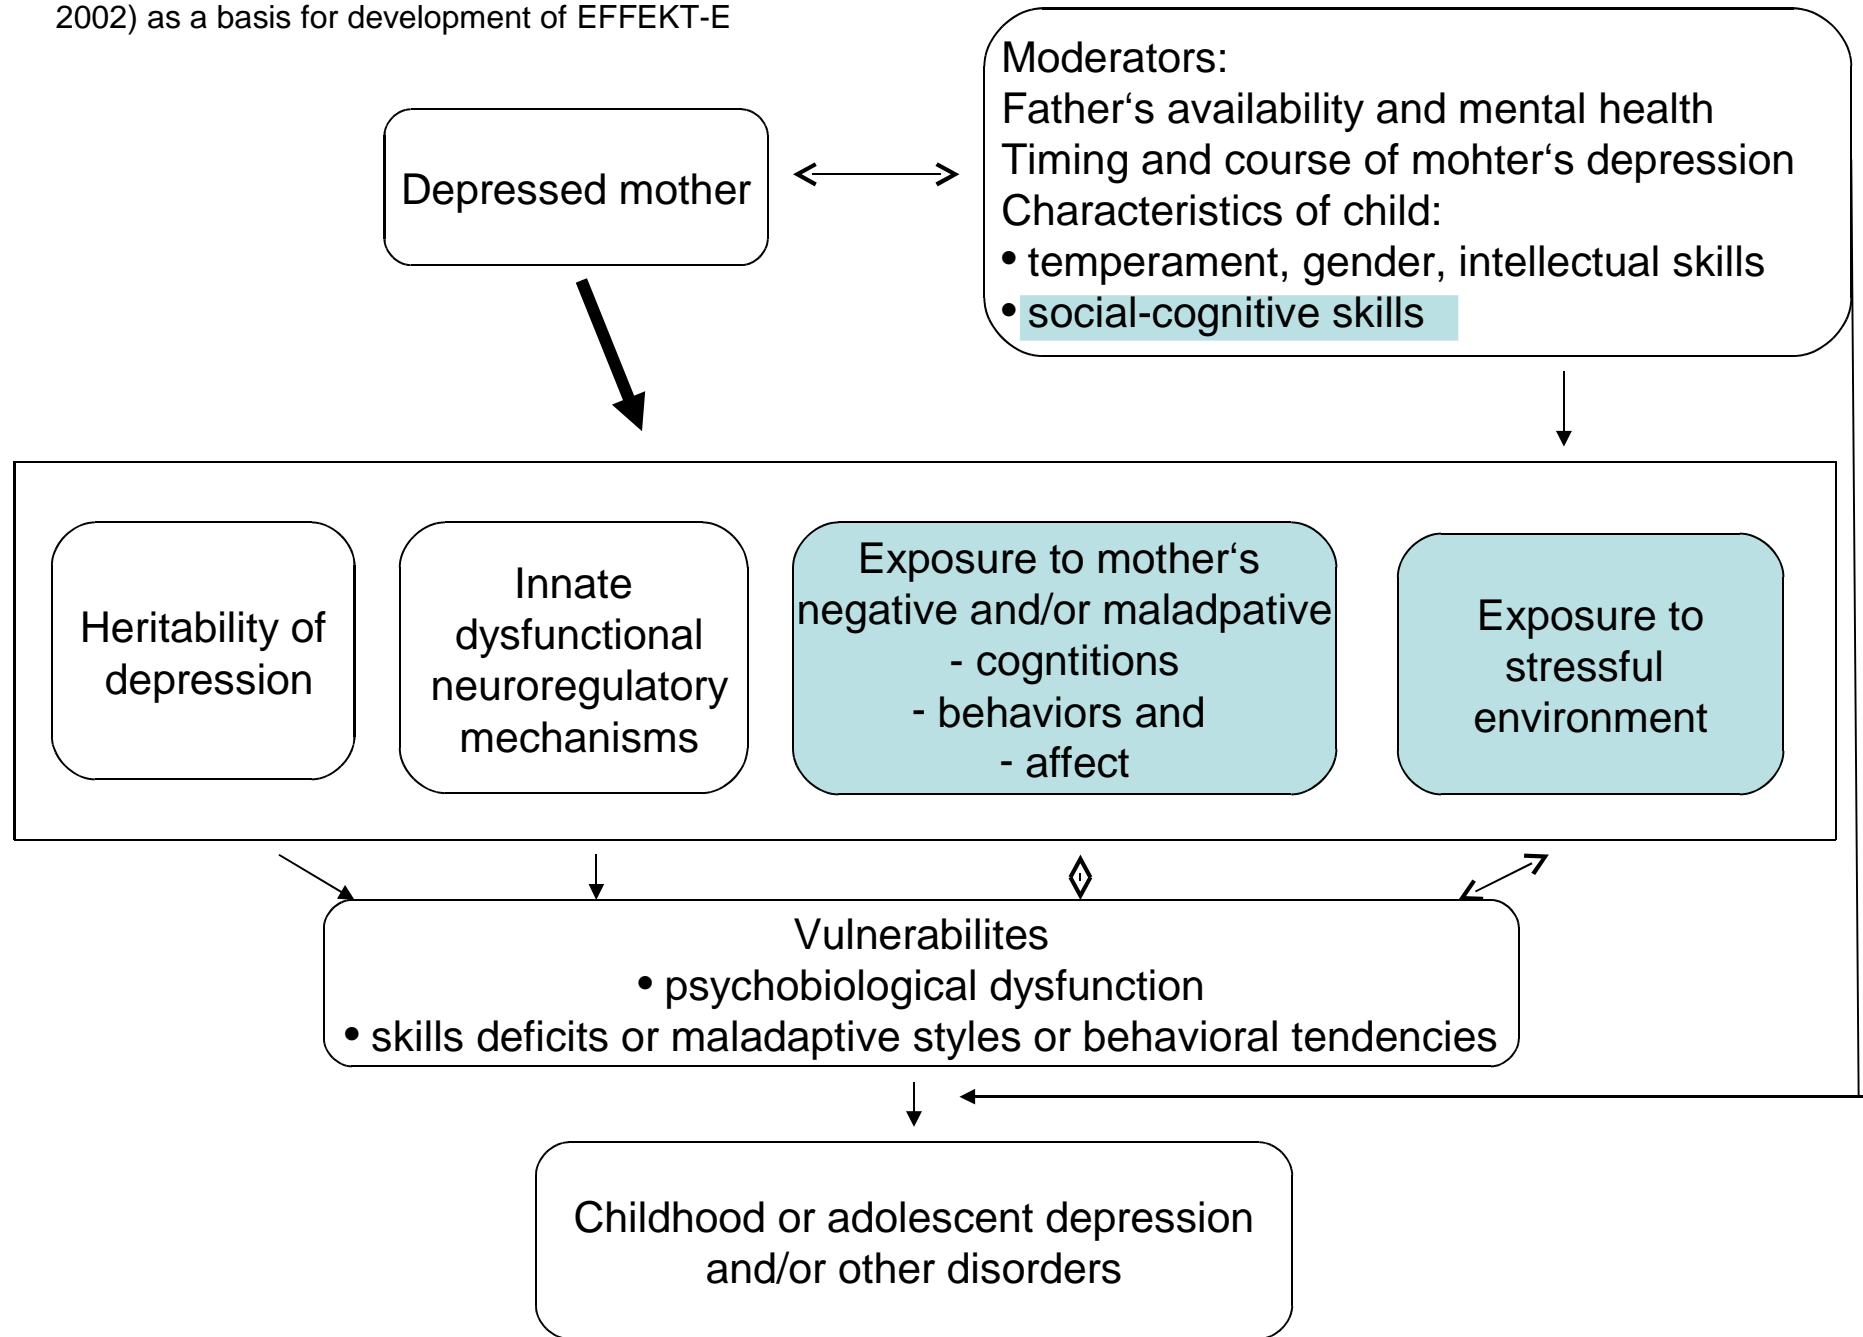 2002) as a basis for development of EFFEKT-E
Moderators:
Father‘s availability and mental health
Timing and course of mohter‘s depression
Characteristics of child:
• temperament, gender, intellectual skills
• social-cognitive skills
Depressed mother
Heritability of
depression
Innate
dysfunctional
neuroregulatory
mechanisms
Exposure to mother‘s
negative and/or maladpative
- cogntitions
- behaviors and
- affect
Exposure to
stressful
environment
Vulnerabilites
• psychobiological dysfunction
• skills deficits or maladaptive styles or behavioral tendencies
Childhood or adolescent depression
and/or other disorders